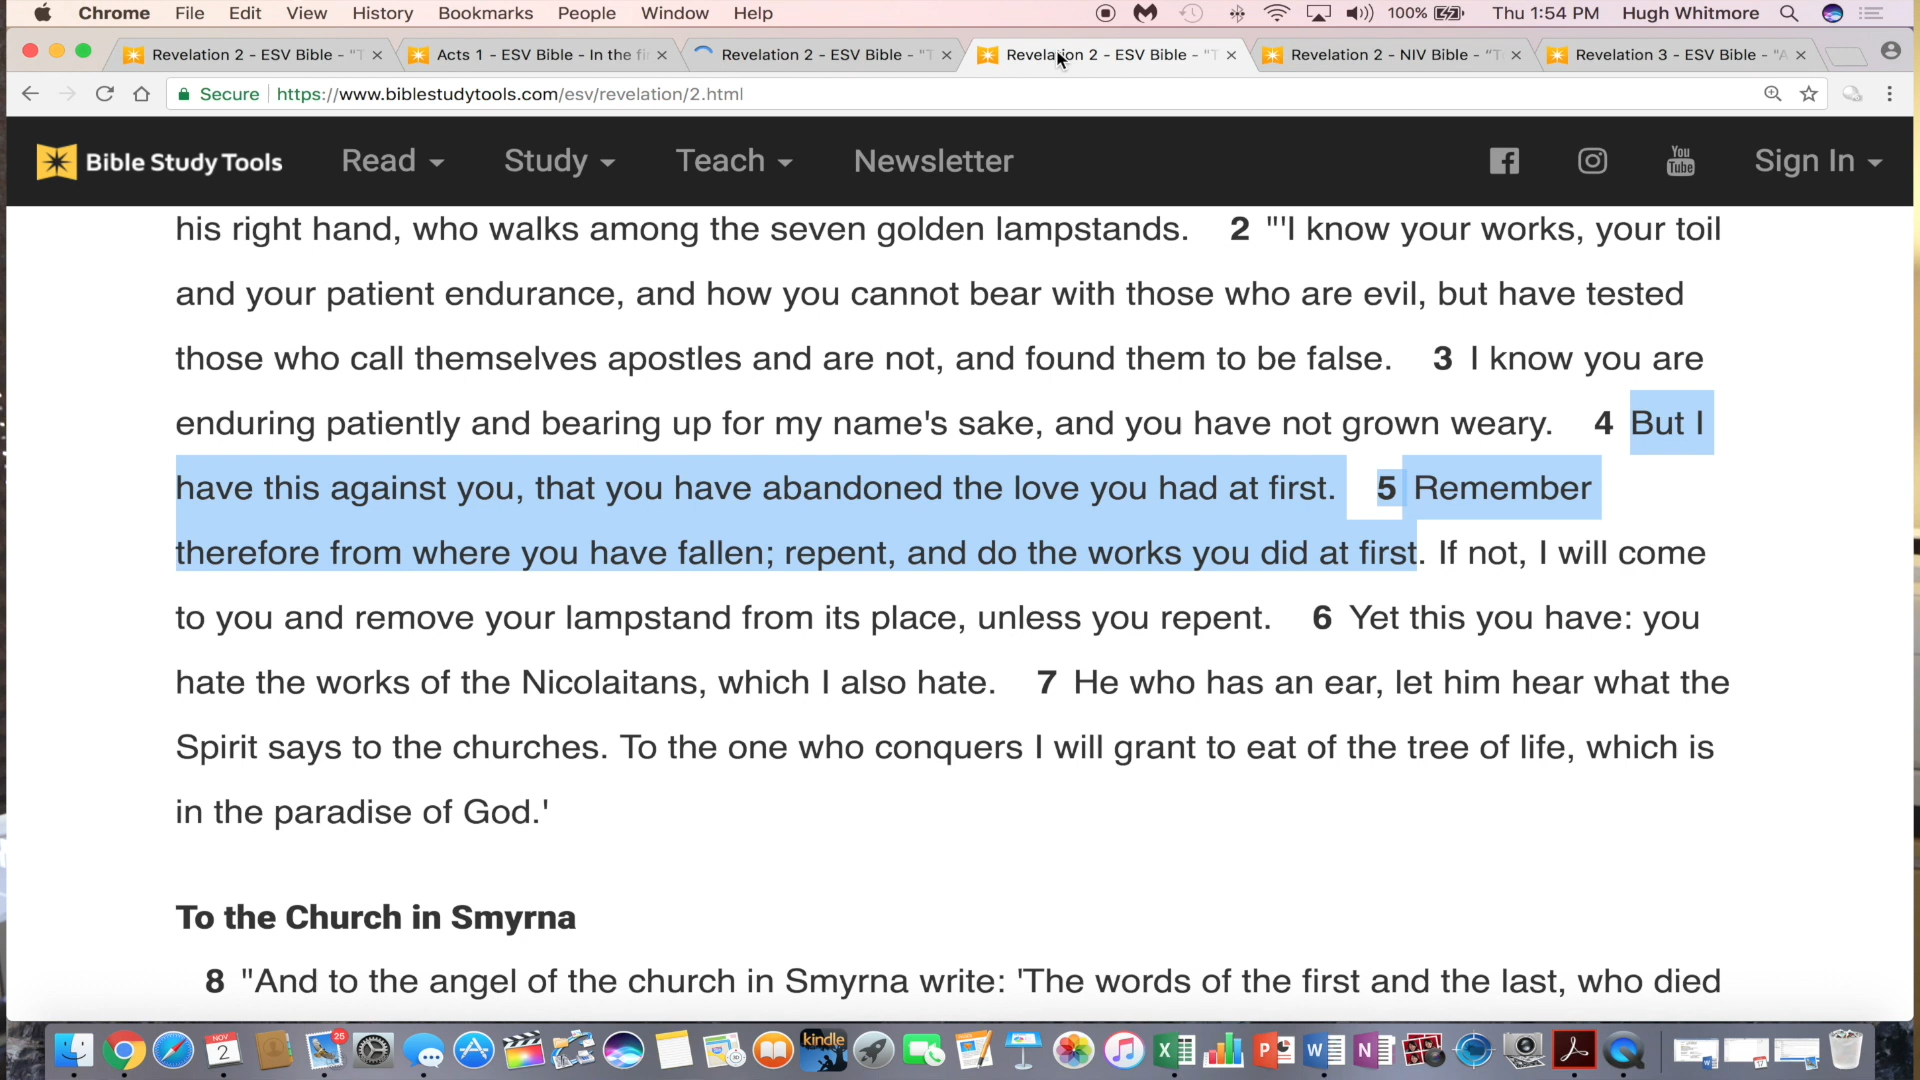 Chrome File Edit View History Bookmarks People Window Help 100% Thu 1:54 PM Hugh Whitmore
Revelation 2 - ESV Bible - "T Acts 1 - ESV Bible - In the fi Revelation 2 - ESV Bible - "T Revelation 2 - ESV Bible - "T Revelation 2 - NIV Bible - “T Revelation 3 - ESV Bible - "A
Secure https://www.biblestudytools.com/esv/revelation/2.html
Bible Study Tools Read Study Teach Newsletter You Tube Sign In
his right hand, who walks among the seven golden lampstands. 2 "'I know your works, your toil
and your patient endurance, and how you cannot bear with those who are evil, but have tested
those who call themselves apostles and are not, and found them to be false. 3 I know you are
enduring patiently and bearing up for my name's sake, and you have not grown weary. 4 But I
have this against you, that you have abandoned the love you had at first. 5 Remember
therefore from where you have fallen; repent, and do the works you did at first. If not, I will come
to you and remove your lampstand from its place, unless you repent. 6 Yet this you have: you
hate the works of the Nicolaitans, which I also hate. 7 He who has an ear, let him hear what the
Spirit says to the churches. To the one who conquers I will grant to eat of the tree of life, which is
in the paradise of God.'
To the Church in Smyrna
8 "And to the angel of the church in Smyrna write: 'The words of the first and the last, who died
NOV 2 25 kindle X P W N